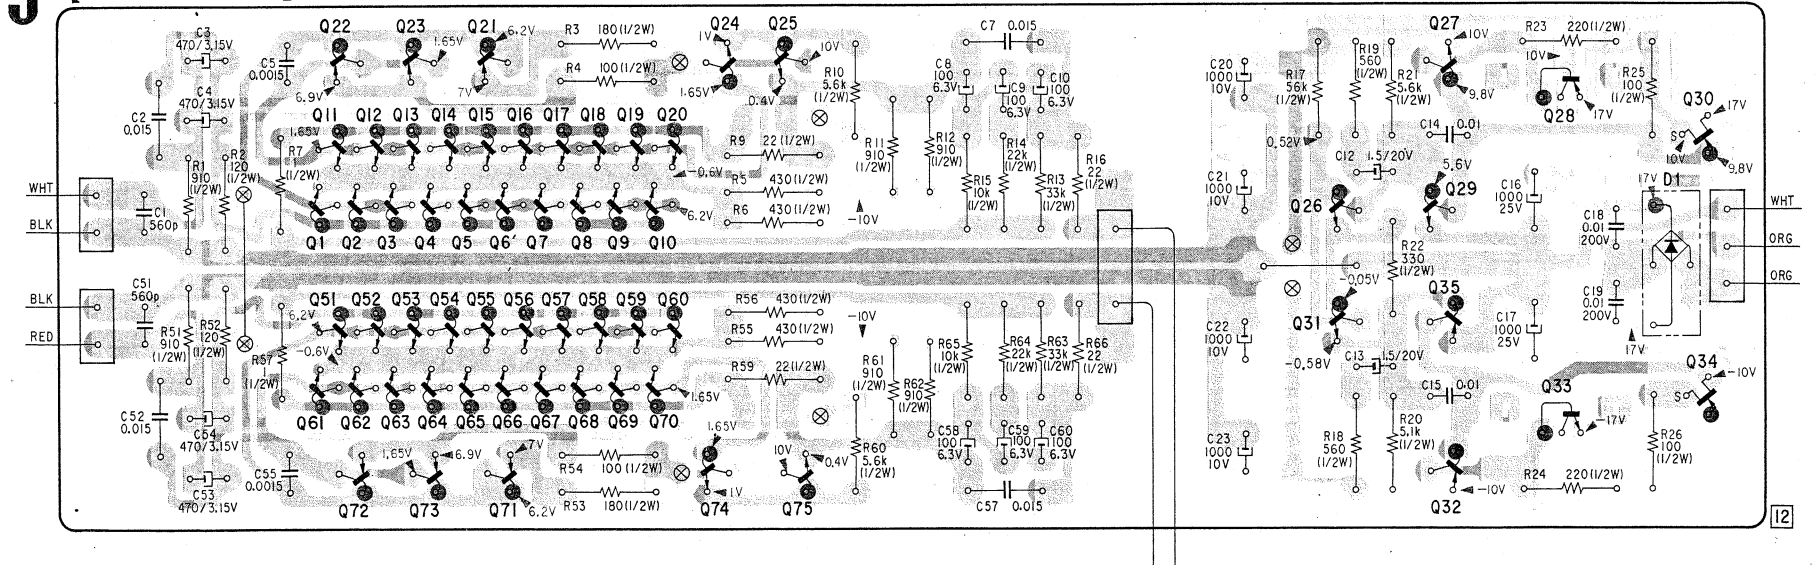 J
C3
470/3.15V
Q22
Q23
Q21
6.2V
1.65V
R3 180(1/2W)
R4 100(1/2W)
C5
0.0015
6.9V
7V
Q24
Q25
1V
10V
1.65V
0.4V
R10
5.6k
(1/2W)
C7 0.015
C8
100
6.3V
C9
100
6.3V
C10
100
6.3V
C20
1000
10V
R17
56k
(1/2W)
R19
560
(1/2W)
R21
5.6k
(1/2W)
Q27
10V
9.8V
R23 220(1/2W)
10V
Q28
17V
R25
100
(1/2W)
Q30
17V
S
10V
9.8V
C4
470/3.15V
C2
0.015
Q11 Q12 Q13 Q14 Q15 Q16 Q17 Q18 Q19 Q20
1.65V
R7
1
(1/2W)
-0.6V
R9 22(1/2W)
R5 430(1/2W)
R6 430(1/2W)
R11
910
(1/2W)
R12
910
(1/2W)
R14
22k
(1/2W)
R15
10k
(1/2W)
R13
33k
(1/2W)
R16
22
(1/2W)
-10V
0.52V
C14 0.01
C12 1.5/20V
5.6V
Q29
Q26
C21
1000
10V
C16
1000
25V
17V
D1
C18
0.01
200V
WHT
ORG
ORG
R1
910
(1/2W)
R2
120
(1/2W)
WHT
BLK
C1
560p
6.2V
Q1 Q2 Q3 Q4 Q5 Q6 Q7 Q8 Q9 Q10
R22
330
(1/2W)
-0.05V
BLK
RED
C51
560p
R51
910
(1/2W)
R52
120
(1/2W)
R57
1
(1/2W)
Q51 Q52 Q53 Q54 Q55 Q56 Q57 Q58 Q59 Q60
6.2V
-0.6V
R56 430(1/2W)
R55 430(1/2W)
R59 22(1/2W)
-10V
R61
910
(1/2W)
R62
910
(1/2W)
R65
10k
(1/2W)
R64
22k
(1/2W)
R63
33k
(1/2W)
R66
22
(1/2W)
C22
1000
10V
Q31
-0.58V
Q35
C13 1.5/20V
C17
1000
25V
C19
0.01
200V
17V
Q34
-10V
S
C52
0.015
C54
470/3.15V
1.65V
Q61 Q62 Q63 Q64 Q65 Q66 Q67 Q68 Q69 Q70
C15 0.01
Q33
-17V
C53
470/3.15V
C55
0.0015
1.65V
6.9V
7V
6.2V
Q72
Q73
Q71
R54 100(1/2W)
R53 180(1/2W)
1.65V
1V
Q74
10V
0.4V
Q75
R60
5.6k
(1/2W)
C58
100
6.3V
C59
100
6.3V
C60
100
6.3V
C57 0.015
C23
1000
10V
R18
560
(1/2W)
R20
5.1k
(1/2W)
-10V
Q32
R24 220(1/2W)
R26
100
(1/2W)
12